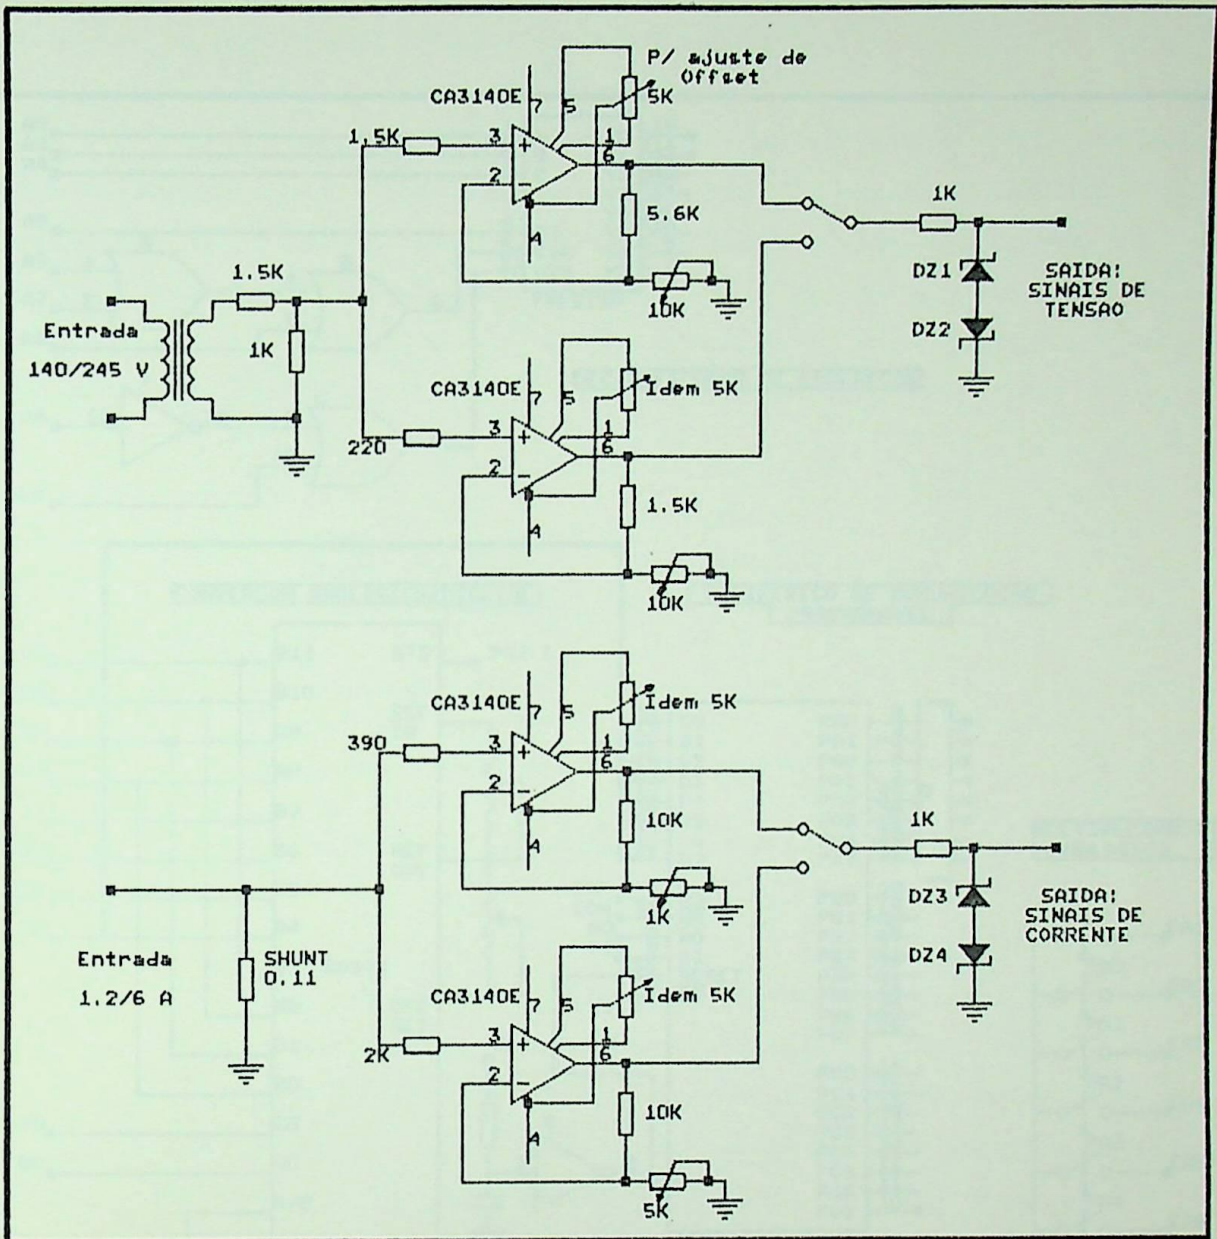 P/ ajuste de
Offset
CA3140E
7
5
5K
1.5K
3
+
1
6
2
-
4
5.6K
10K
1K
DZ1
DZ2
SAIDA:
SINAIS DE
TENSAO
1.5K
1K
Entrada
140/245 V
CA3140E
7
5
Idem 5K
220
3
+
1
6
2
-
4
1.5K
10K
CA3140E
7
5
Idem 5K
390
3
+
1
6
2
-
4
10K
1K
1K
DZ3
DZ4
SAIDA:
SINAIS DE
CORRENTE
Entrada
1.2/6 A
SHUNT
0.11
CA3140E
7
5
Idem 5K
2K
3
+
1
6
2
-
4
10K
5K